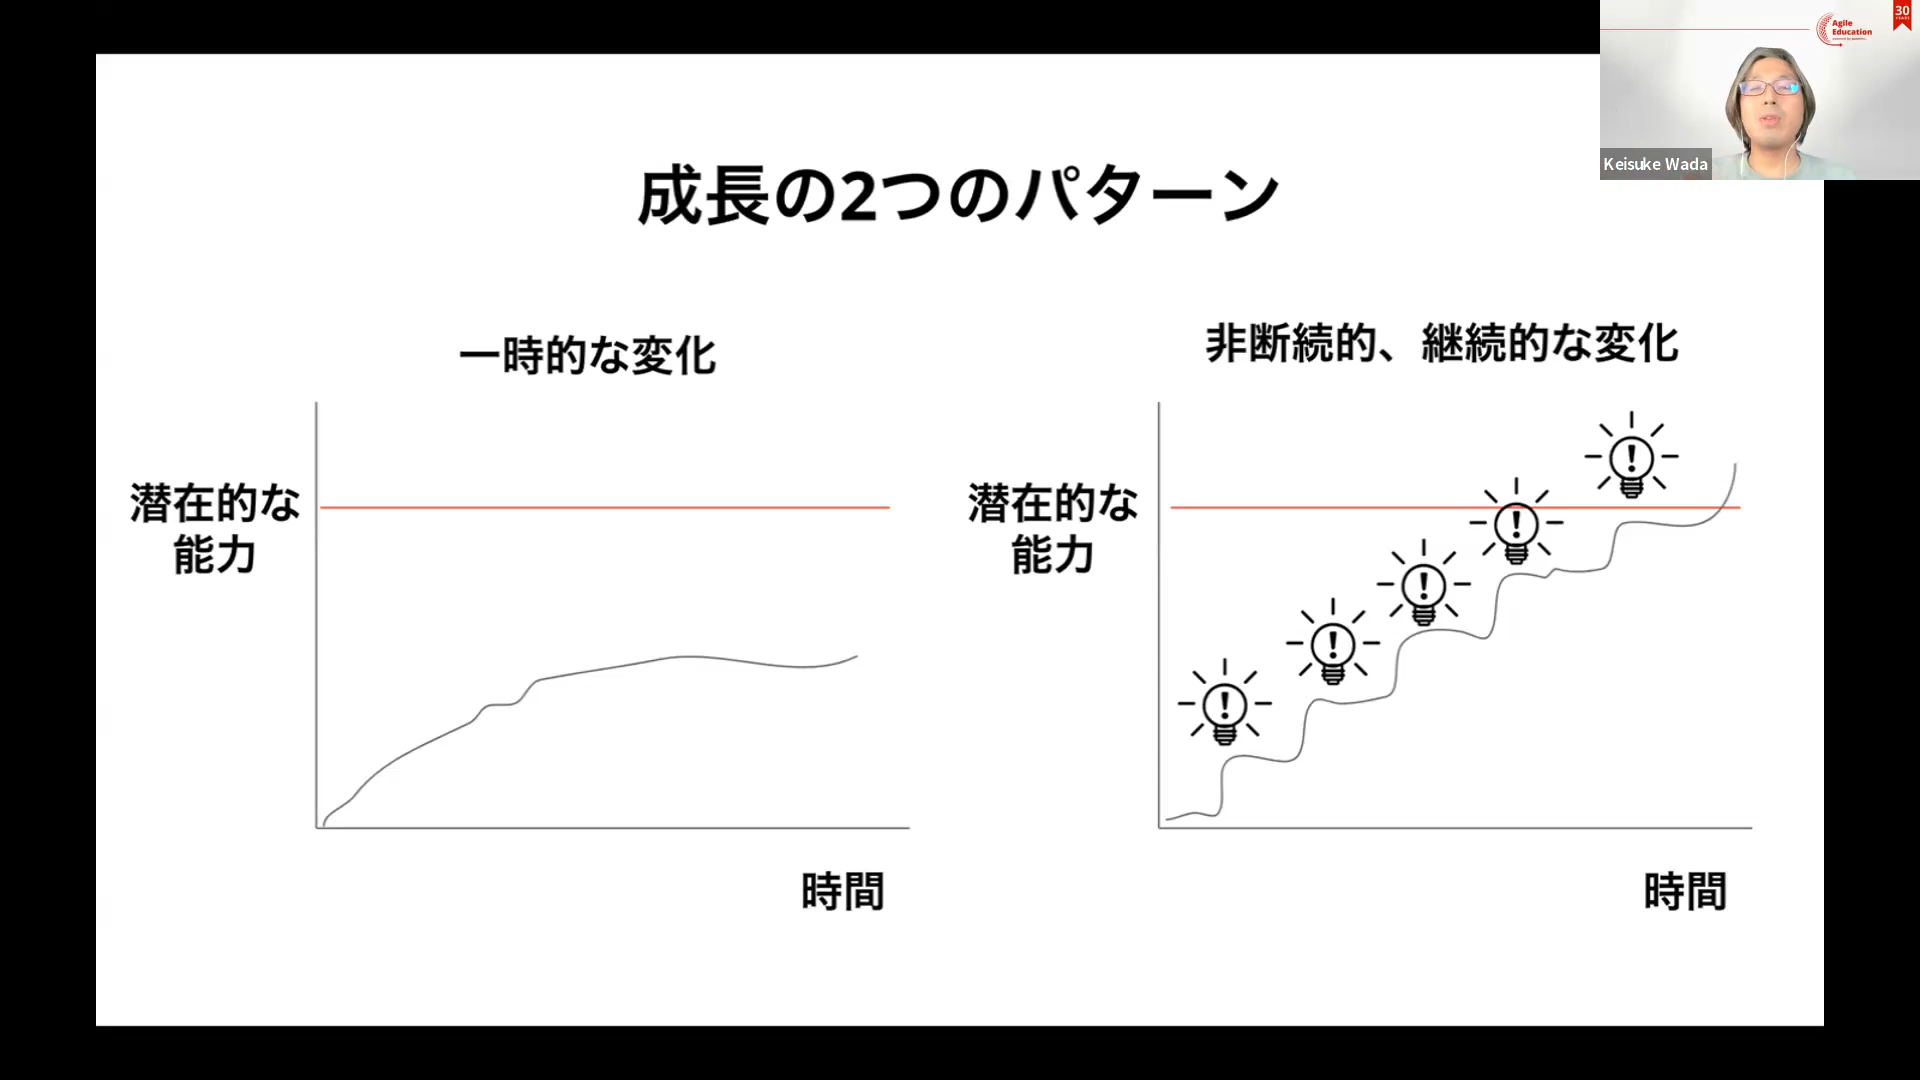 30
YEARS
Agile
Education
Keisuke Wada
成長の2つのパターン
一時的な変化
潜在的な
能力
時間
非断続的、継続的な変化
潜在的な
能力
!
!
!
!
!
時間